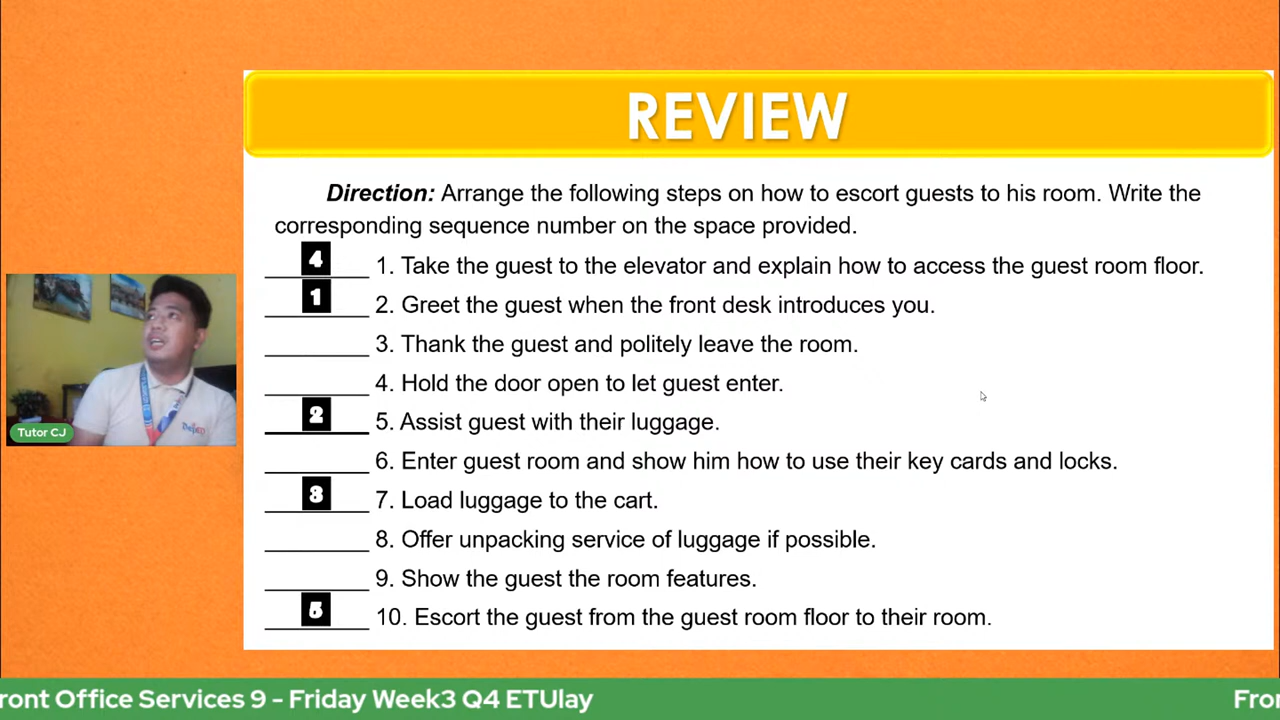 REVIEW
Direction: Arrange the following steps on how to escort guests to his room. Write the
corresponding sequence number on the space provided.
4 1. Take the guest to the elevator and explain how to access the guest room floor.
1 2. Greet the guest when the front desk introduces you.
3. Thank the guest and politely leave the room.
4. Hold the door open to let guest enter.
2 5. Assist guest with their luggage.
6. Enter guest room and show him how to use their key cards and locks.
3 7. Load luggage to the cart.
8. Offer unpacking service of luggage if possible.
9. Show the guest the room features.
5 10. Escort the guest from the guest room floor to their room.
Tutor CJ
DepED
ront Office Services 9 - Friday Week3 Q4 ETUlay
Fron